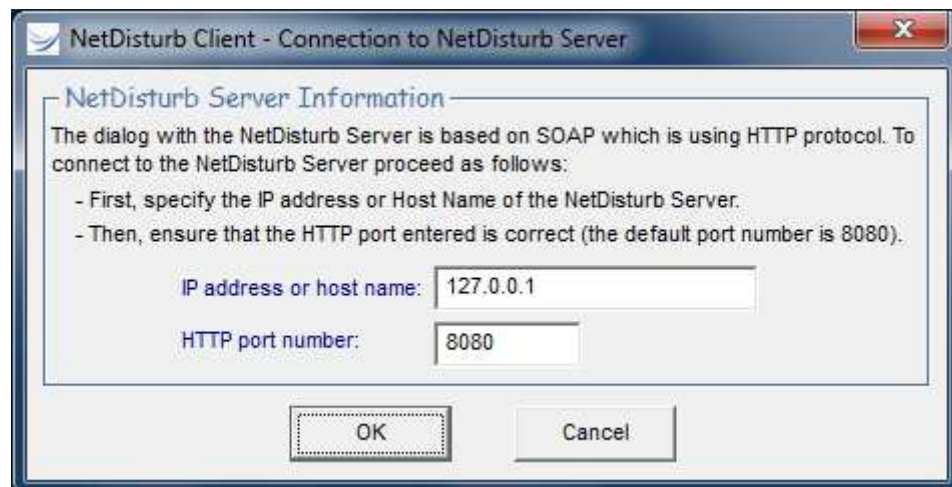 NetDisturb Client - Connection to NetDisturb Server
NetDisturb Server Information
The dialog with the NetDisturb Server is based on SOAP which is using HTTP protocol. To
connect to the NetDisturb Server proceed as follows:
- First, specify the IP address or Host Name of the NetDisturb Server.
- Then, ensure that the HTTP port entered is correct (the default port number is 8080).
IP address or host name: 127.0.0.1
HTTP port number: 8080
OK Cancel